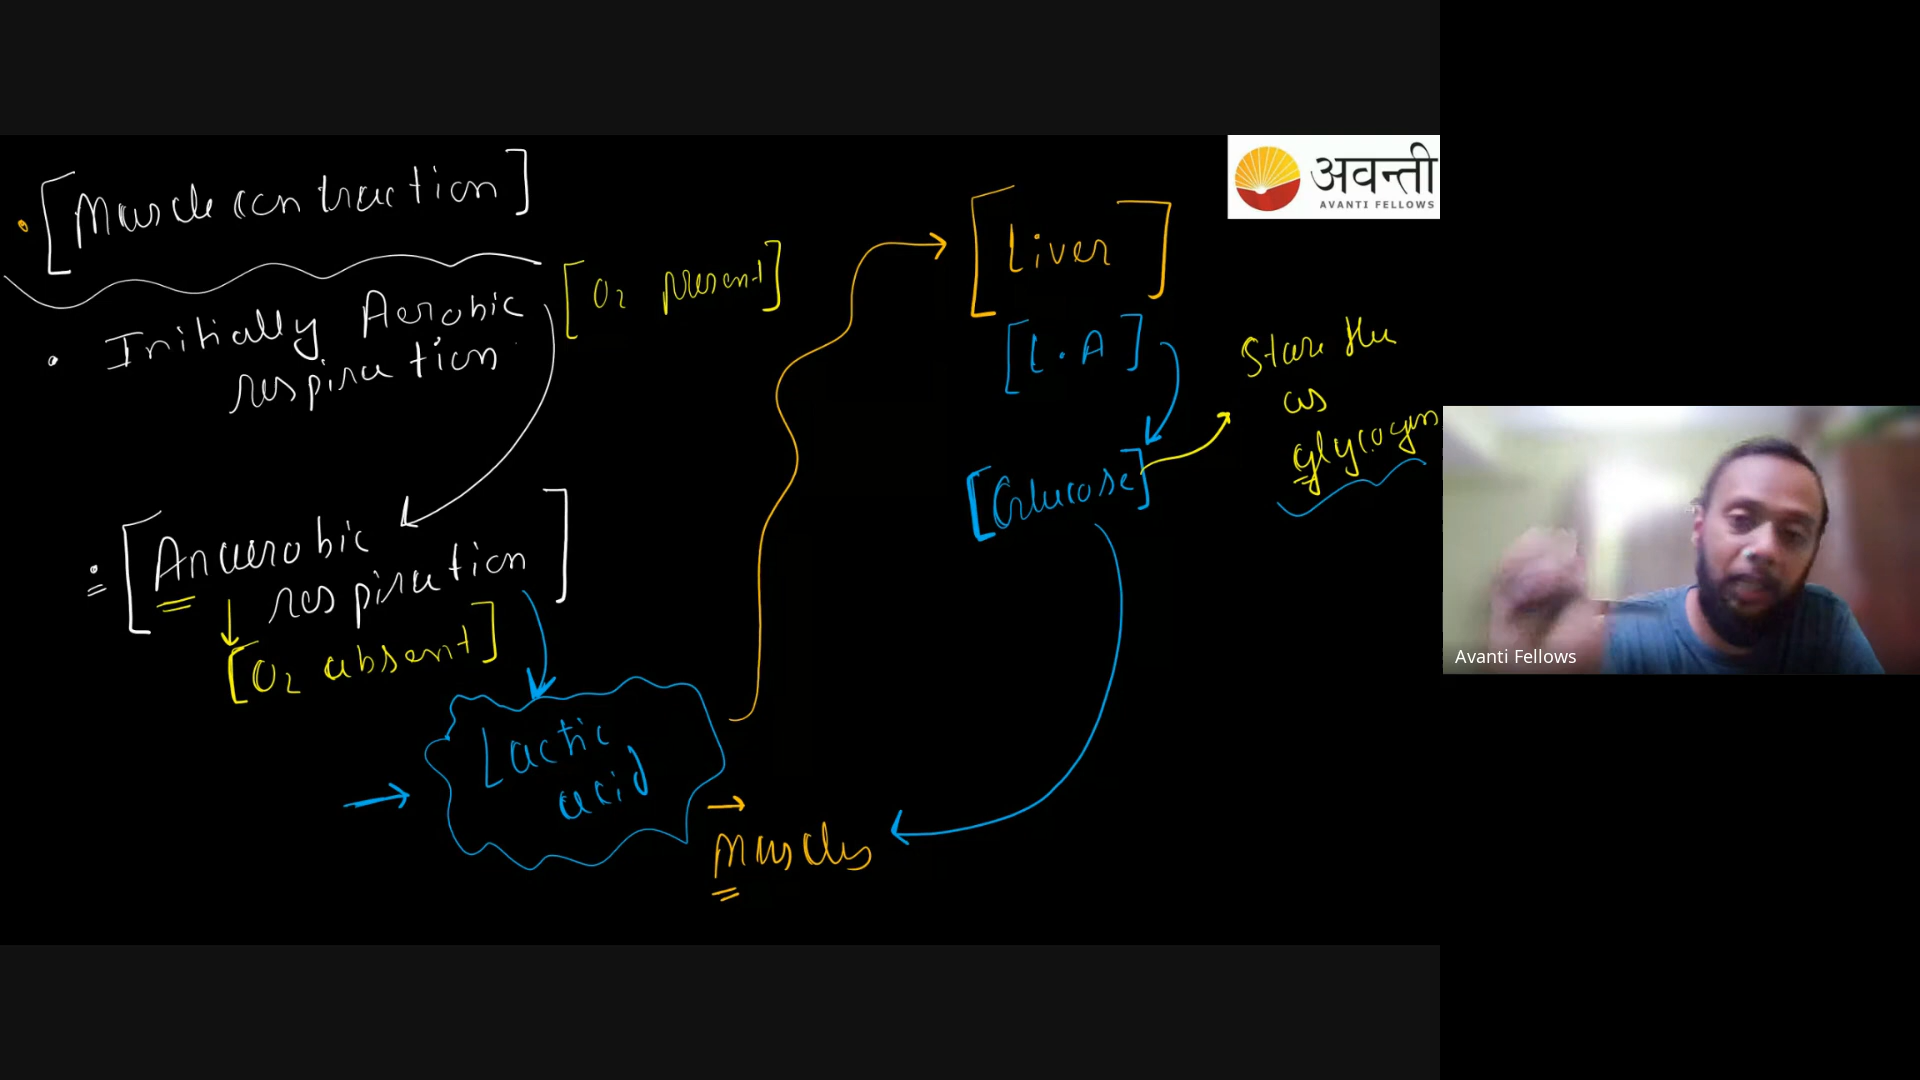 [Muscle contraction]
• Initially Aerobic
respiration
[O2 present]
[Anaerobic
respiration]
[O2 absent]
Lactic
acid
Muscles
[Liver]
[L.A]
[Glucose]
Store the
as
glycogen
अवन्ती
AVANTI FELLOWS
Avanti Fellows